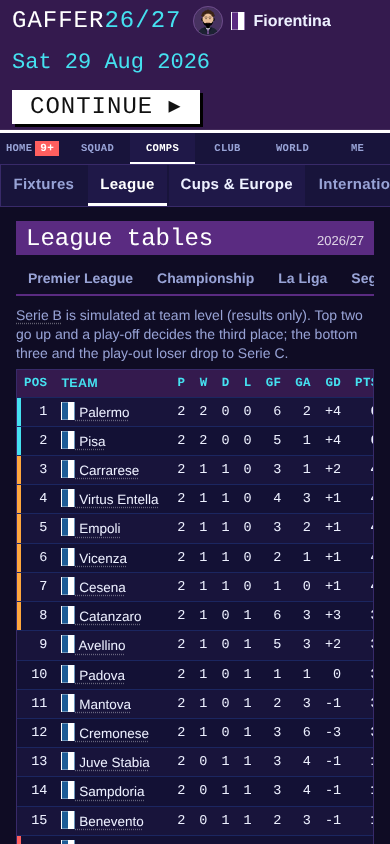 GAFFER26/27 Fiorentina
Sat 29 Aug 2026
CONTINUE ►
HOME 9+ SQUAD COMPS CLUB WORLD ME
Fixtures League Cups & Europe Internatio
League tables 2026/27
Premier League Championship La Liga Seg
Serie B is simulated at team level (results only). Top two
go up and a play-off decides the third place; the bottom
three and the play-out loser drop to Serie C.
POS TEAM P W D L GF GA GD PTS
1 Palermo 2 2 0 0 6 2 +4
2 Pisa 2 2 0 0 5 1 +4
3 Carrarese 2 1 1 0 3 1 +2
4 Virtus Entella 2 1 1 0 4 3 +1
5 Empoli 2 1 1 0 3 2 +1
6 Vicenza 2 1 1 0 2 1 +1
7 Cesena 2 1 1 0 1 0 +1
8 Catanzaro 2 1 0 1 6 3 +3
9 Avellino 2 1 0 1 5 3 +2
10 Padova 2 1 0 1 1 1 0
11 Mantova 2 1 0 1 2 3 -1
12 Cremonese 2 1 0 1 3 6 -3
13 Juve Stabia 2 0 1 1 3 4 -1
14 Sampdoria 2 0 1 1 3 4 -1
15 Benevento 2 0 1 1 2 3 -1